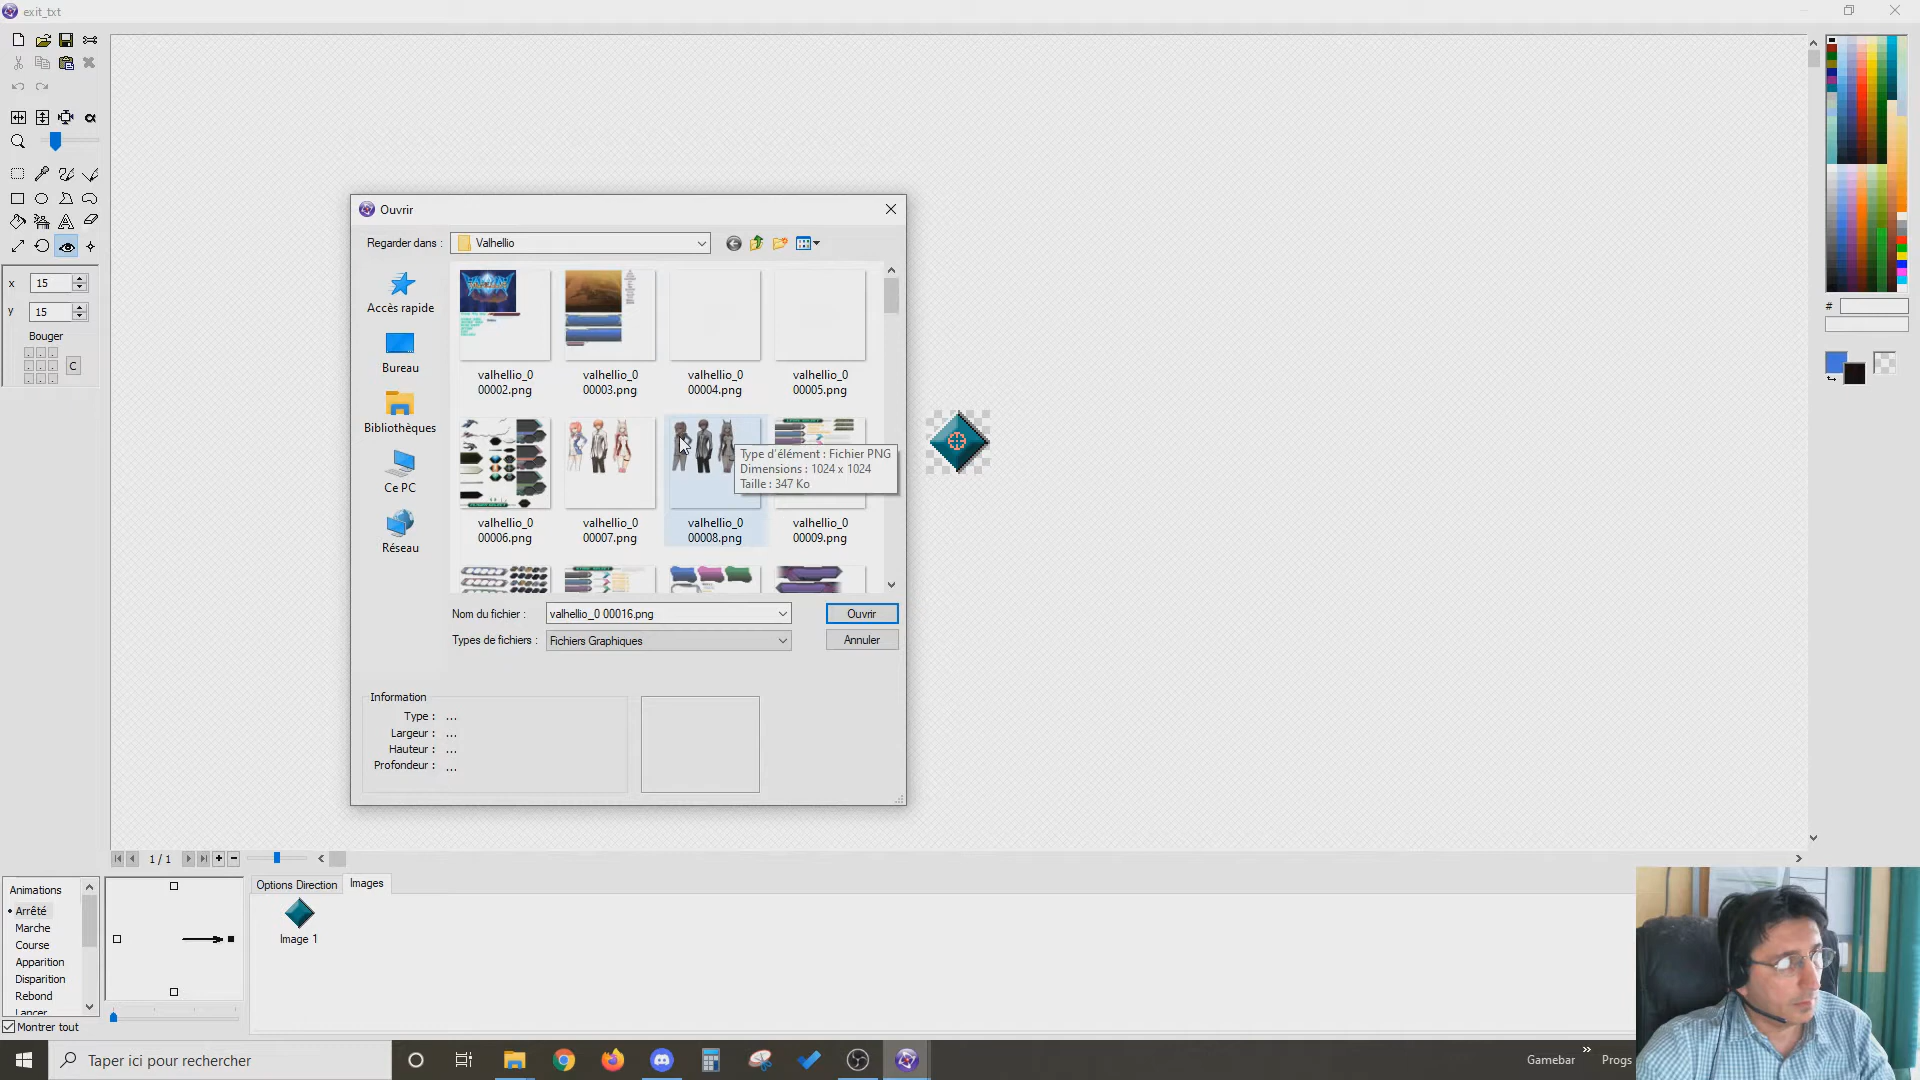 exit_txt
x 15
y 15
Bouger
C
Ouvrir
Regarder dans :
Valhellio
Accès rapide
Bureau
Bibliothèques
Ce PC
Réseau
valhellio_0 00002.png
valhellio_0 00003.png
valhellio_0 00004.png
valhellio_0 00005.png
valhellio_0 00006.png
valhellio_0 00007.png
valhellio_0 00008.png
valhellio_0 00009.png
Type d'élément : Fichier PNG
Dimensions : 1024 x 1024
Taille : 347 Ko
Nom du fichier :
valhellio_0 00016.png
Ouvrir
Types de fichiers :
Fichiers Graphiques
Annuler
Information
Type : ...
Largeur : ...
Hauteur : ...
Profondeur : ...
#
1 / 1
Animations
Arrêté
Marche
Course
Apparition
Disparition
Rebond
Lancer
Montrer tout
Options Direction
Images
Image 1
Taper ici pour rechercher
Gamebar
Progs